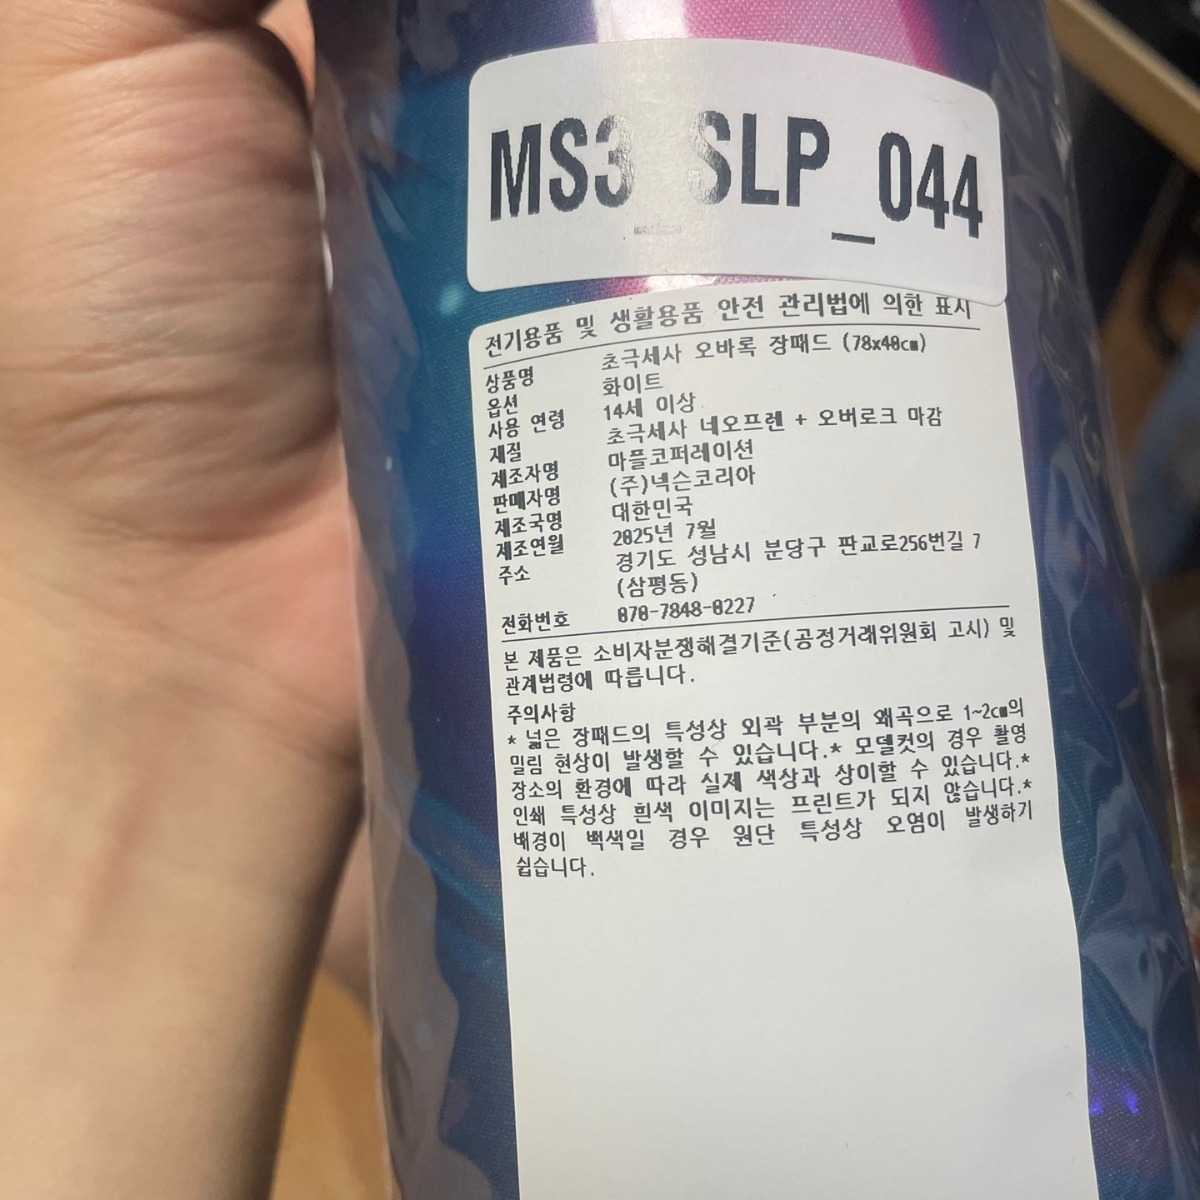 MS3_SLP_044
전기용품 및 생활용품 안전 관리법에 의한 표시
상품명 초극세사 오바록 장패드 (78x40㎝)
옵션 화이트
사용 연령 14세 이상
재질 초극세사 네오프렌 + 오버로크 마감
제조자명 마플코퍼레이션
판매자명 (주)넥슨코리아
제조국명 대한민국
제조연월 2025년 7월
주소 경기도 성남시 분당구 판교로256번길 7
(삼평동)
전화번호 070-7848-0227
본 제품은 소비자분쟁해결기준(공정거래위원회 고시) 및
관계법령에 따릅니다.
주의사항
* 넓은 장패드의 특성상 외곽 부분의 왜곡으로 1~2㎝의
밀림 현상이 발생할 수 있습니다.* 모델컷의 경우 촬영
장소의 환경에 따라 실제 색상과 상이할 수 있습니다.*
인쇄 특성상 흰색 이미지는 프린트가 되지 않습니다.*
배경이 백색일 경우 원단 특성상 오염이 발생하기
쉽습니다.